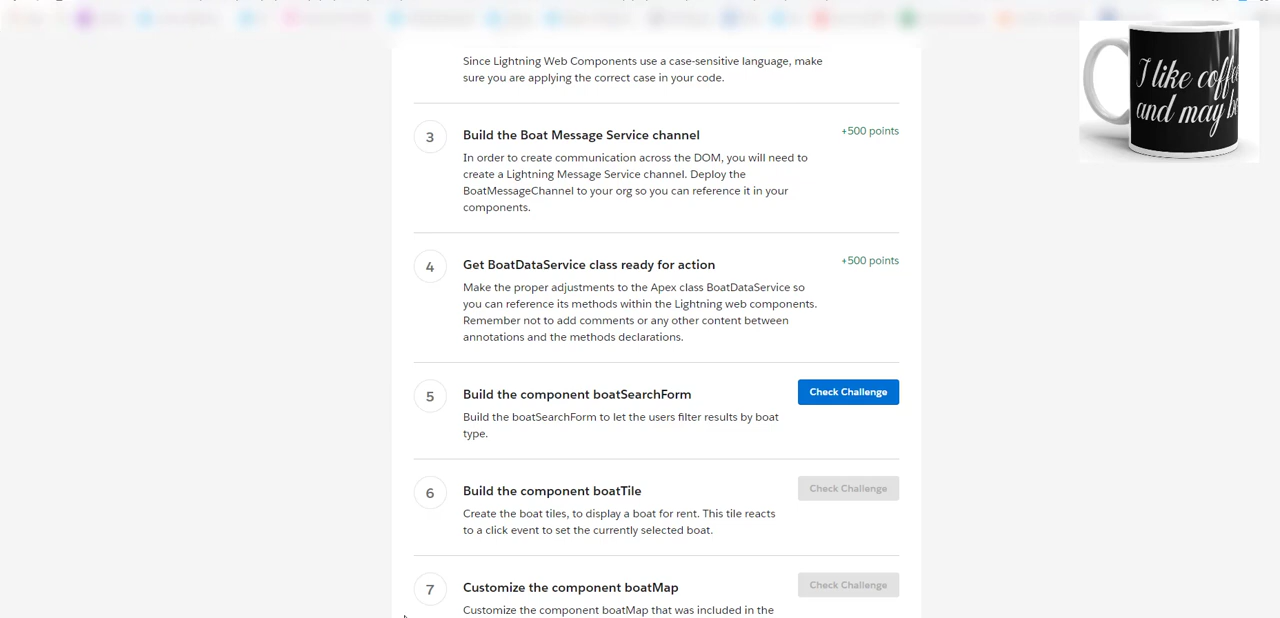 Since Lightning Web Components use a case-sensitive language, make
sure you are applying the correct case in your code.
3
Build the Boat Message Service channel
+500 points
In order to create communication across the DOM, you will need to
create a Lightning Message Service channel. Deploy the
BoatMessageChannel to your org so you can reference it in your
components.
4
Get BoatDataService class ready for action
+500 points
Make the proper adjustments to the Apex class BoatDataService so
you can reference its methods within the Lightning web components.
Remember not to add comments or any other content between
annotations and the methods declarations.
5
Build the component boatSearchForm
Check Challenge
Build the boatSearchForm to let the users filter results by boat
type.
6
Build the component boatTile
Check Challenge
Create the boat tiles, to display a boat for rent. This tile reacts
to a click event to set the currently selected boat.
7
Customize the component boatMap
Check Challenge
Customize the component boatMap that was included in the
I like
and may